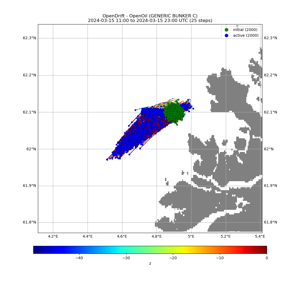 OpenDrift - OpenOil (GENERIC BUNKER C)
2024-03-15 11:00 to 2024-03-15 23:00 UTC (25 steps)
initial (2000)
active (2000)
62.3°N
62.3°N
62.2°N
62.2°N
62.1°N
62.1°N
62°N
62°N
61.9°N
61.9°N
61.8°N
61.8°N
4.2°E
4.4°E
4.6°E
4.8°E
5°E
5.2°E
5.4°E
−40
−30
−20
−10
0
z